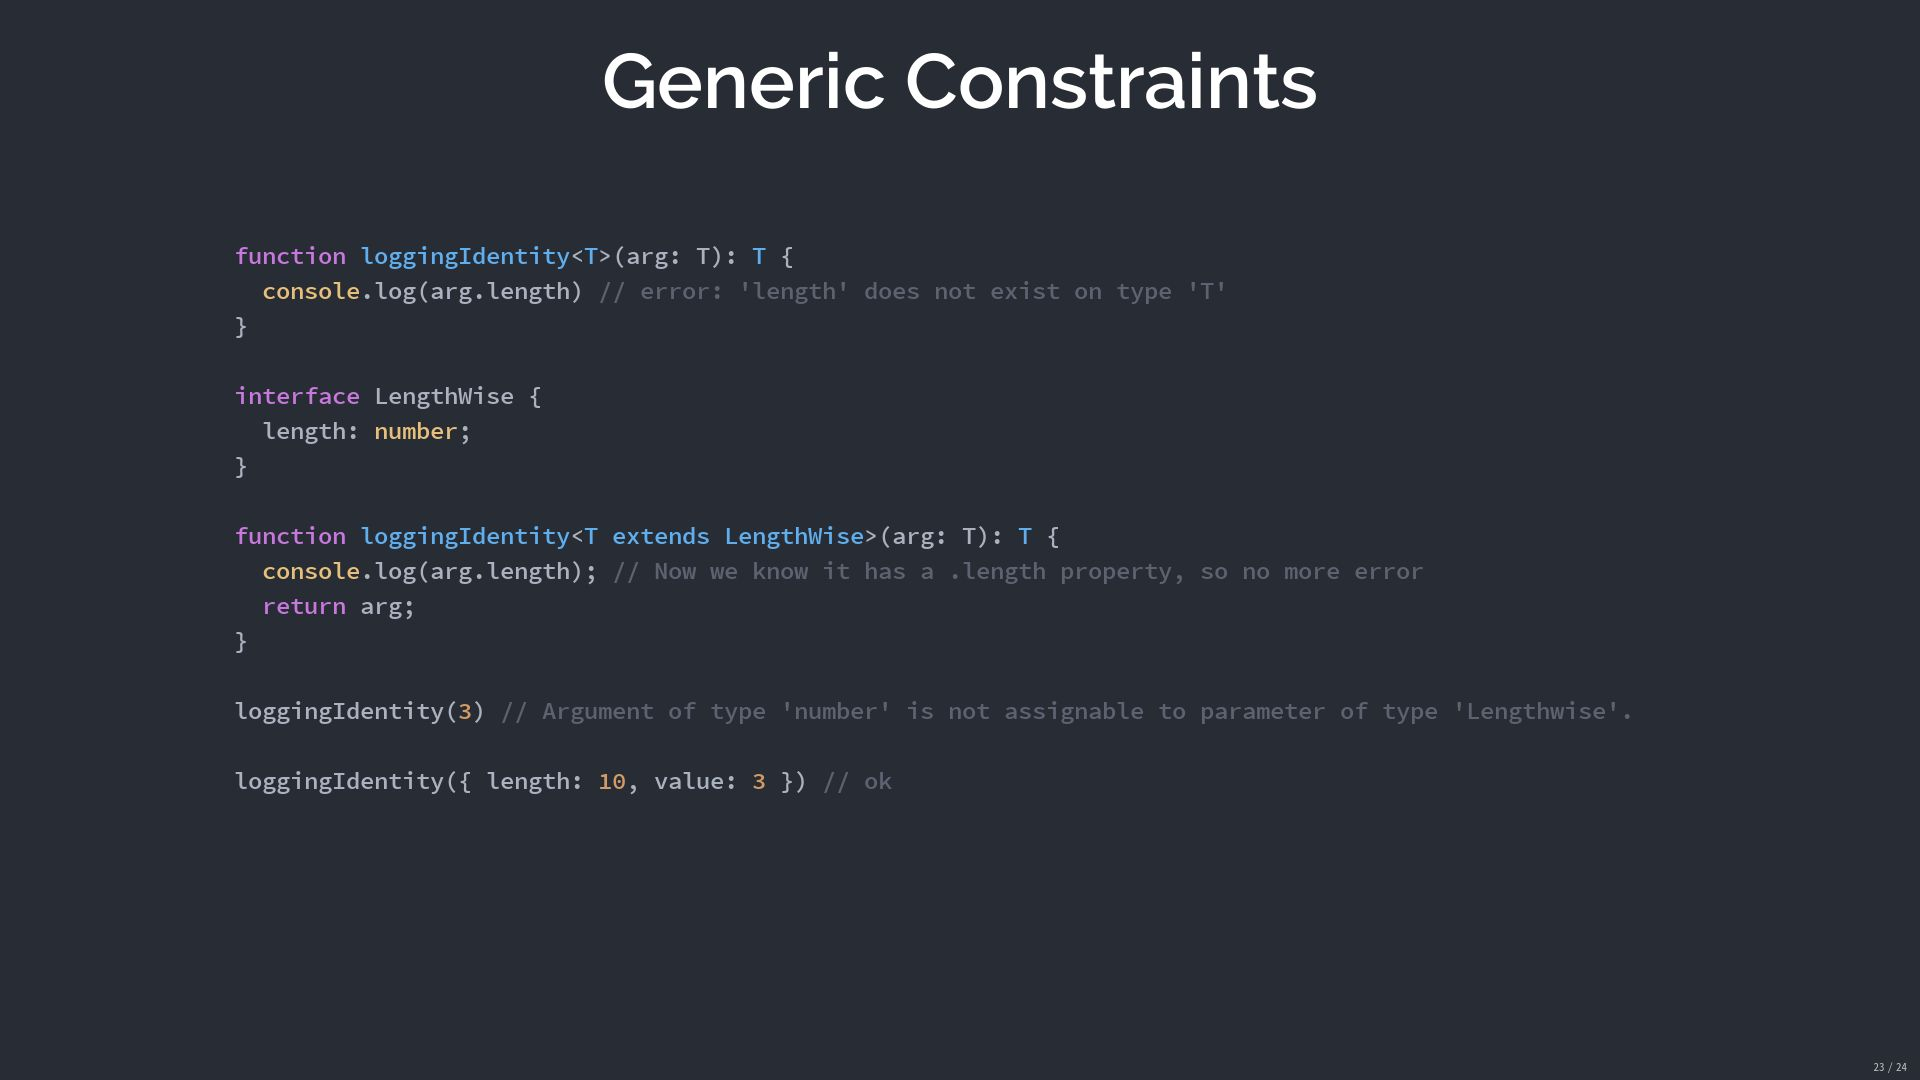 Generic Constraints
function loggingIdentity<T>(arg: T): T {
  console.log(arg.length) // error: 'length' does not exist on type 'T'
}
interface LengthWise {
  length: number;
}
function loggingIdentity<T extends LengthWise>(arg: T): T {
  console.log(arg.length); // Now we know it has a .length property, so no more error
  return arg;
}
loggingIdentity(3) // Argument of type 'number' is not assignable to parameter of type 'Lengthwise'.
loggingIdentity({ length: 10, value: 3 }) // ok
23 / 24